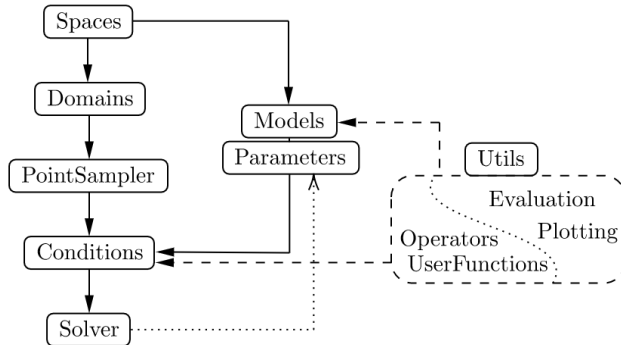 Spaces
Domains
Models
Parameters
PointSampler
Utils
Evaluation
Plotting
Operators
UserFunctions
Conditions
Solver